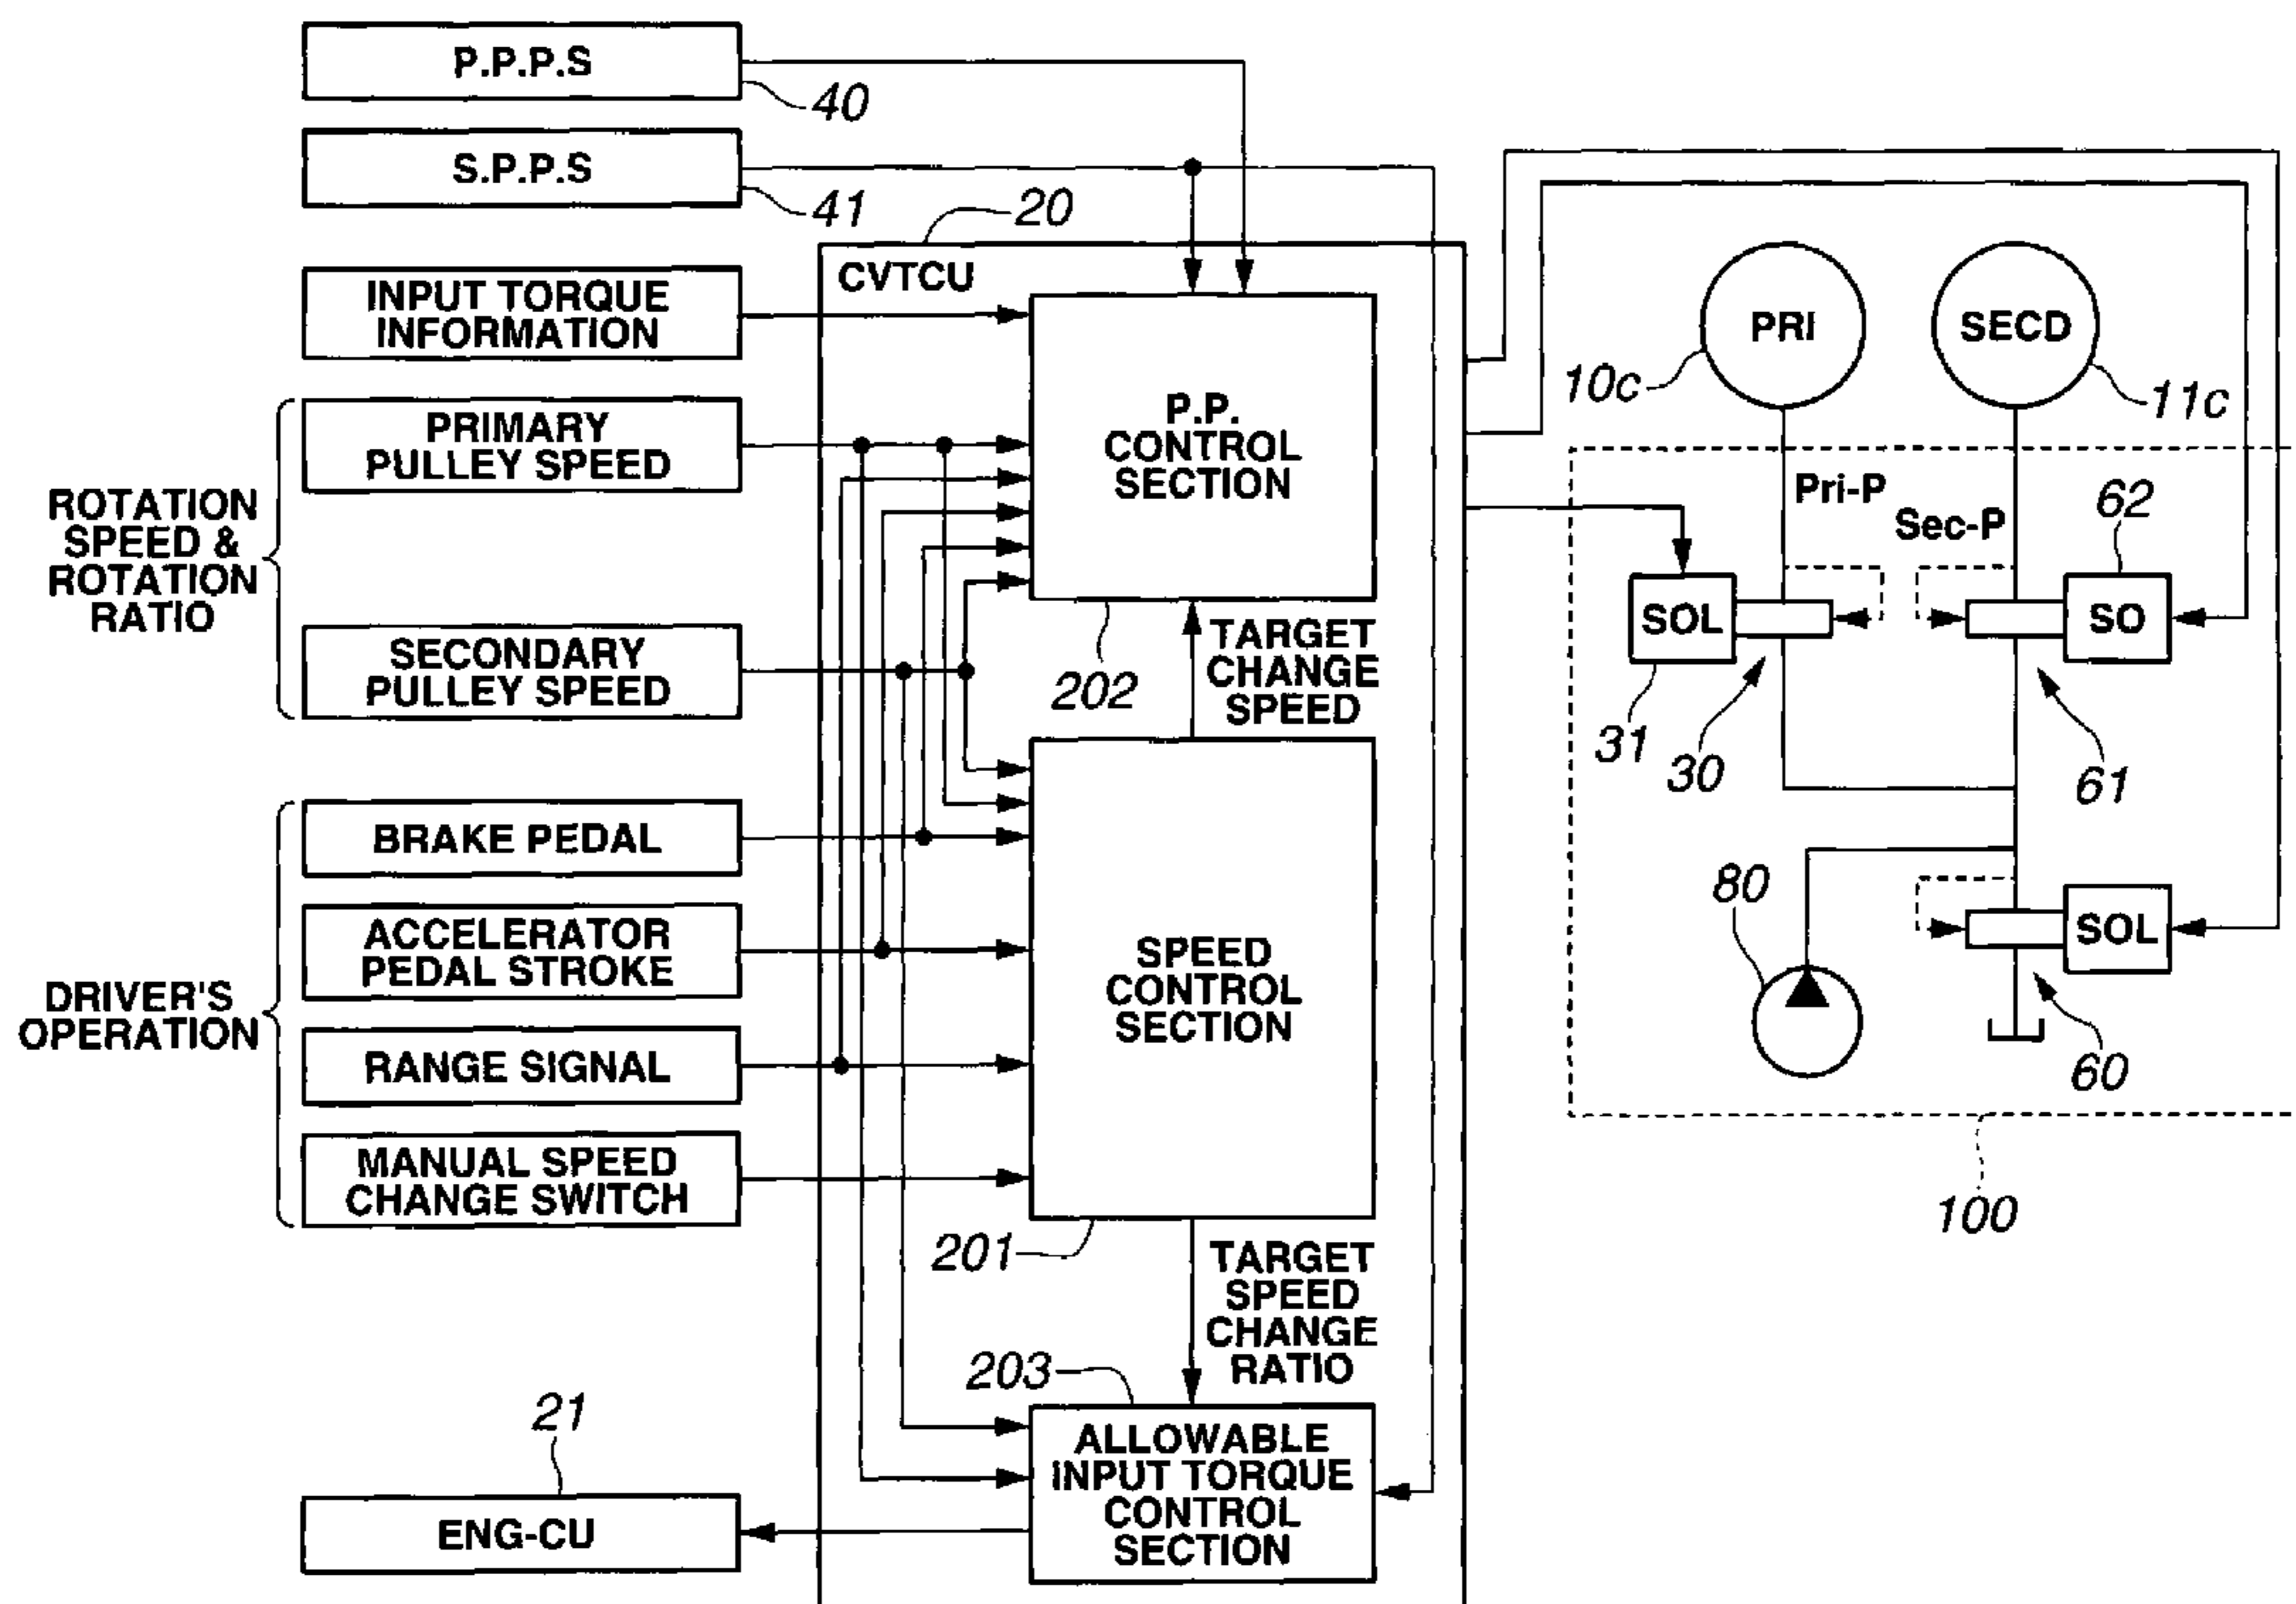 P.P.P.S
40
S.P.P.S
41
20
CVTCU
INPUT TORQUE
INFORMATION
PRIMARY
PULLEY SPEED
ROTATION
SPEED &
ROTATION
RATIO
SECONDARY
PULLEY SPEED
P.P.
CONTROL
SECTION
202
TARGET
CHANGE
SPEED
BRAKE PEDAL
ACCELERATOR
PEDAL STROKE
DRIVER'S
OPERATION
RANGE SIGNAL
MANUAL SPEED
CHANGE SWITCH
SPEED
CONTROL
SECTION
201
TARGET
SPEED
CHANGE
RATIO
203
ALLOWABLE
INPUT TORQUE
CONTROL
SECTION
21
ENG-CU
PRI
10c
SECD
11c
Pri-P
Sec-P
62
SOL
31
30
SO
61
80
SOL
60
100